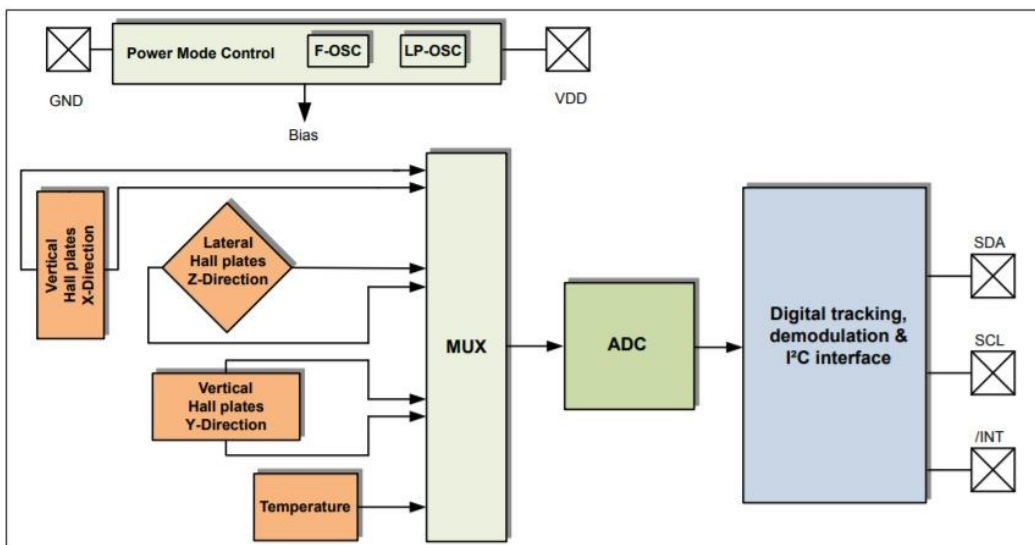 Power Mode Control
F-OSC
LP-OSC
GND
VDD
Bias
Vertical
Hall plates
X-Direction
Lateral
Hall plates
Z-Direction
Vertical
Hall plates
Y-Direction
Temperature
MUX
ADC
Digital tracking,
demodulation &
I²C interface
SDA
SCL
/INT